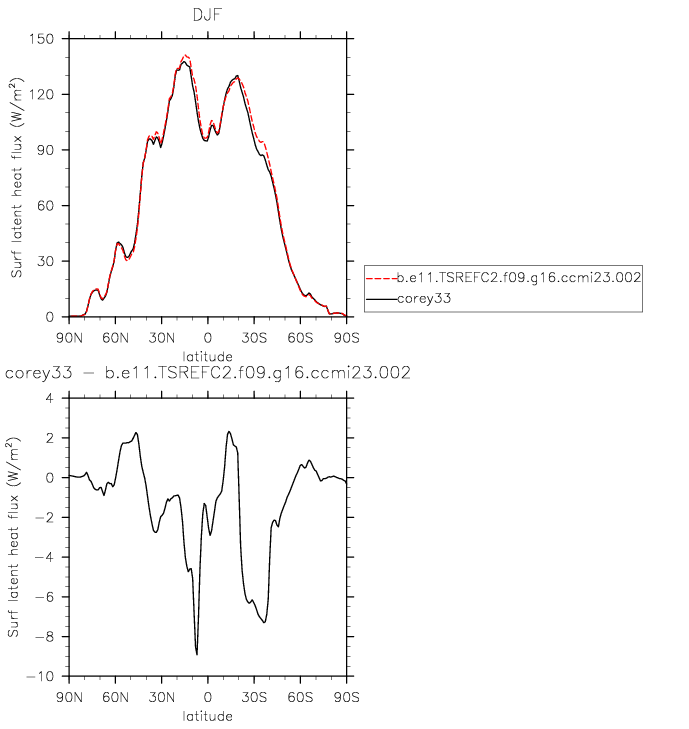 DJF
150
120
90
60
30
0
Surf latent heat flux (W/m²)
90N 60N 30N 0 30S 60S 90S
latitude
b.e11.TSREFC2.f09.g16.ccmi23.002
corey33
corey33 − b.e11.TSREFC2.f09.g16.ccmi23.002
4
2
0
−2
−4
−6
−8
−10
Surf latent heat flux (W/m²)
90N 60N 30N 0 30S 60S 90S
latitude